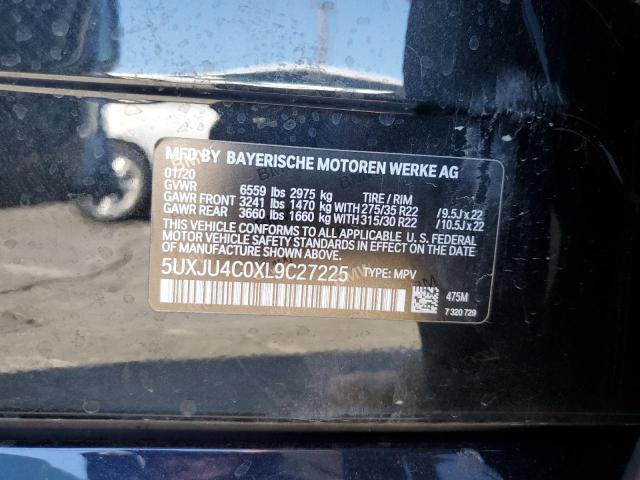 MFD BY BAYERISCHE MOTOREN WERKE AG
01/20
GVWR 6559 lbs 2975 kg TIRE / RIM
GAWR FRONT 3241 lbs 1470 kg WITH 275/35 R22 / 9.5J x 22
GAWR REAR 3660 lbs 1660 kg WITH 315/30 R22 / 10.5J x 22
THIS VEHICLE CONFORMS TO ALL APPLICABLE U.S. FEDERAL
MOTOR VEHICLE SAFETY STANDARDS IN EFFECT ON THE DATE
OF MANUFACTURE SHOWN ABOVE.
5UXJU4C0XL9C27225 TYPE: MPV
475M
7 320 729